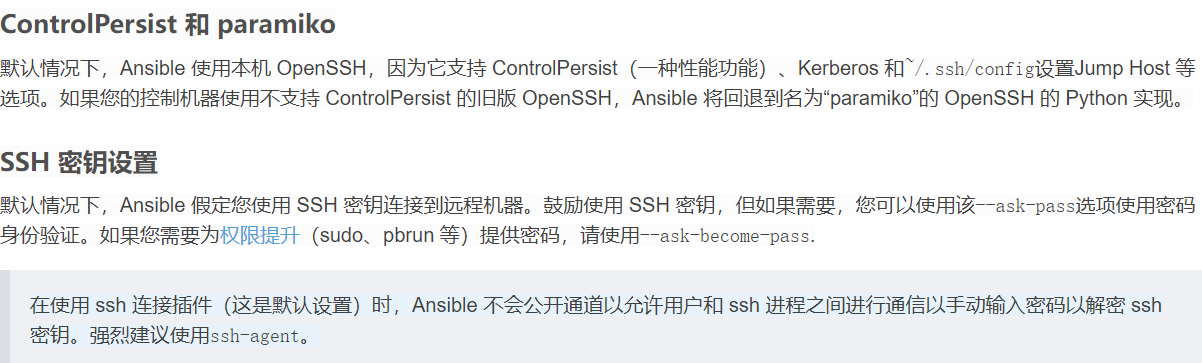 ControlPersist 和 paramiko
默认情况下，Ansible 使用本机 OpenSSH，因为它支持 ControlPersist（一种性能功能）、Kerberos 和~/.ssh/config设置Jump Host 等
选项。如果您的控制机器使用不支持 ControlPersist 的旧版 OpenSSH，Ansible 将回退到名为“paramiko”的 OpenSSH 的 Python 实现。
SSH 密钥设置
默认情况下，Ansible 假定您使用 SSH 密钥连接到远程机器。鼓励使用 SSH 密钥，但如果需要，您可以使用该--ask-pass选项使用密码
身份验证。如果您需要为权限提升（sudo、pbrun 等）提供密码，请使用--ask-become-pass.
在使用 ssh 连接插件（这是默认设置）时，Ansible 不会公开通道以允许用户和 ssh 进程之间进行通信以手动输入密码以解密 ssh
密钥。强烈建议使用ssh-agent。